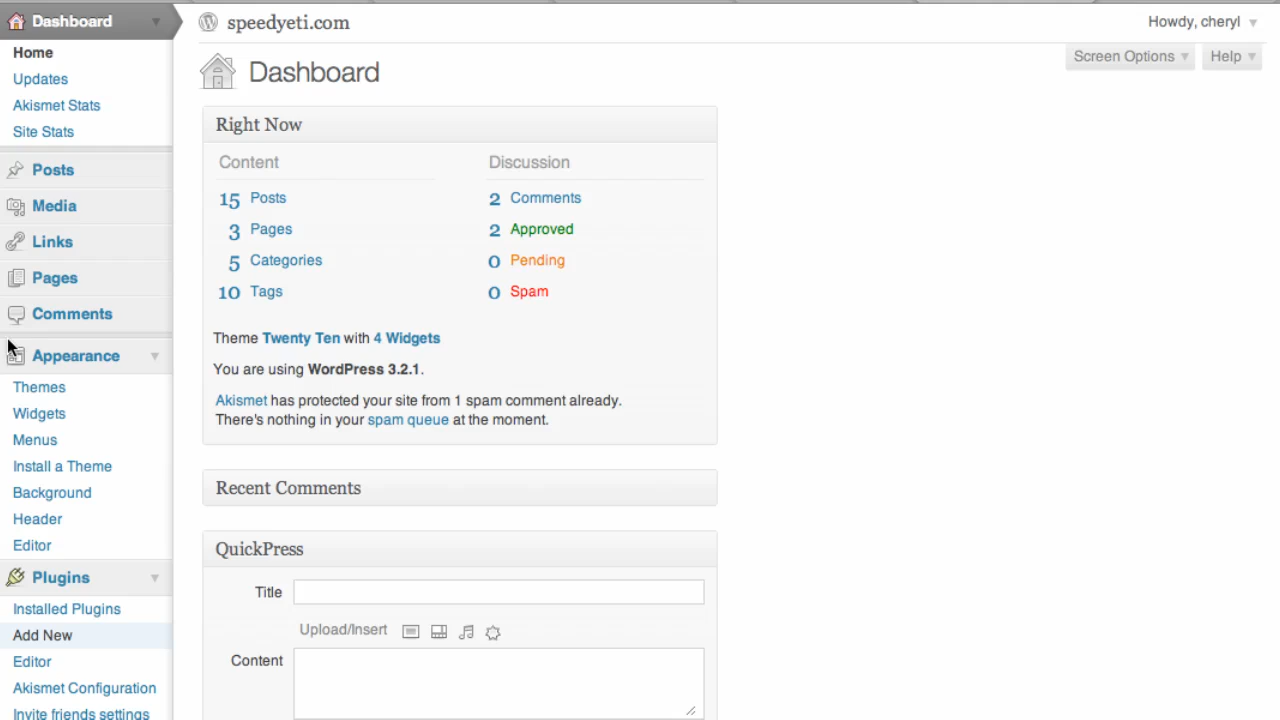 Dashboard
Home
Updates
Akismet Stats
Site Stats
Posts
Media
Links
Pages
Comments
Appearance
Themes
Widgets
Menus
Install a Theme
Background
Header
Editor
Plugins
Installed Plugins
Add New
Editor
Akismet Configuration
Invite friends settings
speedyeti.com
Howdy, cheryl
Screen Options
Help
Dashboard
Right Now
Content
15 Posts
3 Pages
5 Categories
10 Tags
Discussion
2 Comments
2 Approved
0 Pending
0 Spam
Theme Twenty Ten with 4 Widgets
You are using WordPress 3.2.1.
Akismet has protected your site from 1 spam comment already.
There's nothing in your spam queue at the moment.
Recent Comments
QuickPress
Title
Upload/Insert
Content